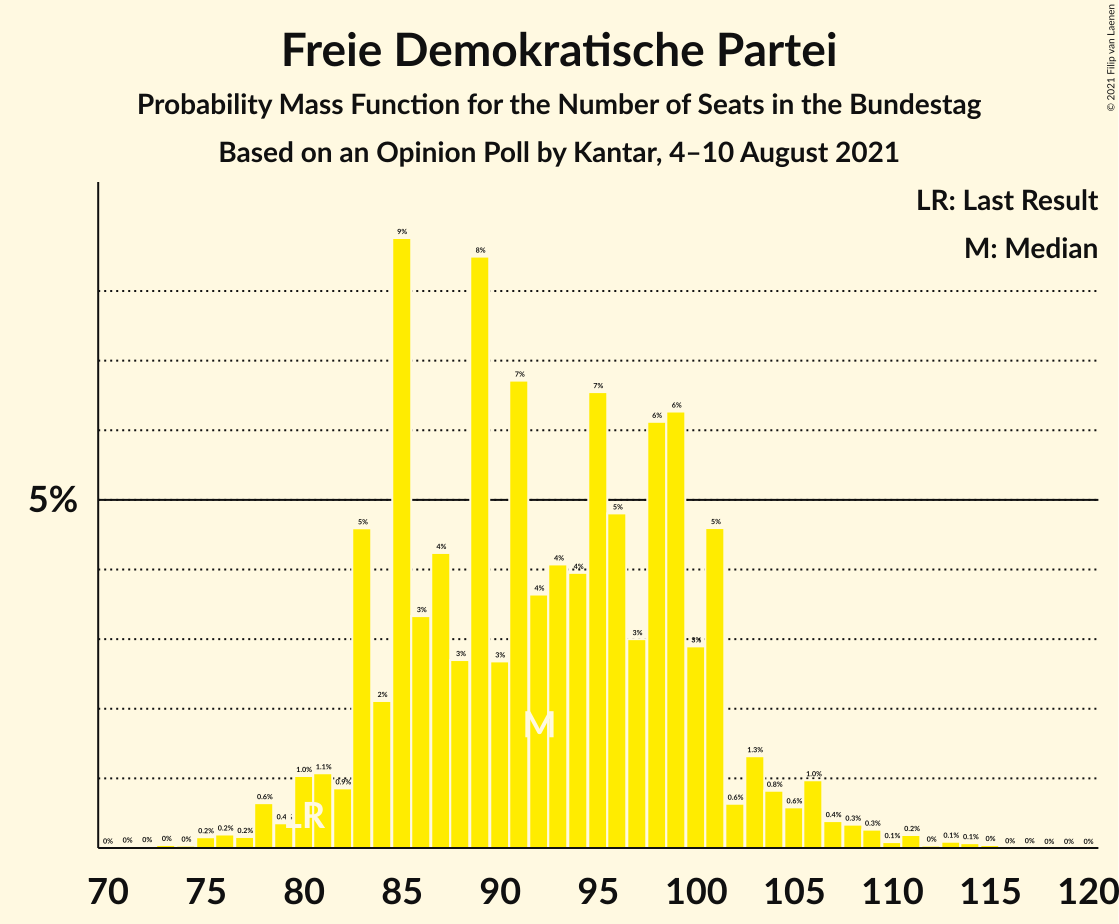 © 2021 Filip van Laenen
Freie Demokratische Partei
Probability Mass Function for the Number of Seats in the Bundestag
Based on an Opinion Poll by Kantar, 4–10 August 2021
LR: Last Result
M: Median
5%
0% 0% 0% 0% 0% 0.2% 0.2% 0.2% 0.6% 0.4 1.0% 1.1% 0.9% 5% 2% 9% 3% 4% 3% 8% 3% 7% 4% 4% 4% 7% 5% 3% 6% 6% 3% 5% 0.6% 1.3% 0.8% 0.6% 1.0% 0.4% 0.3% 0.3% 0.1% 0.2% 0% 0.1% 0.1% 0% 0% 0% 0% 0% 0%
LR
M
70 75 80 85 90 95 100 105 110 115 120